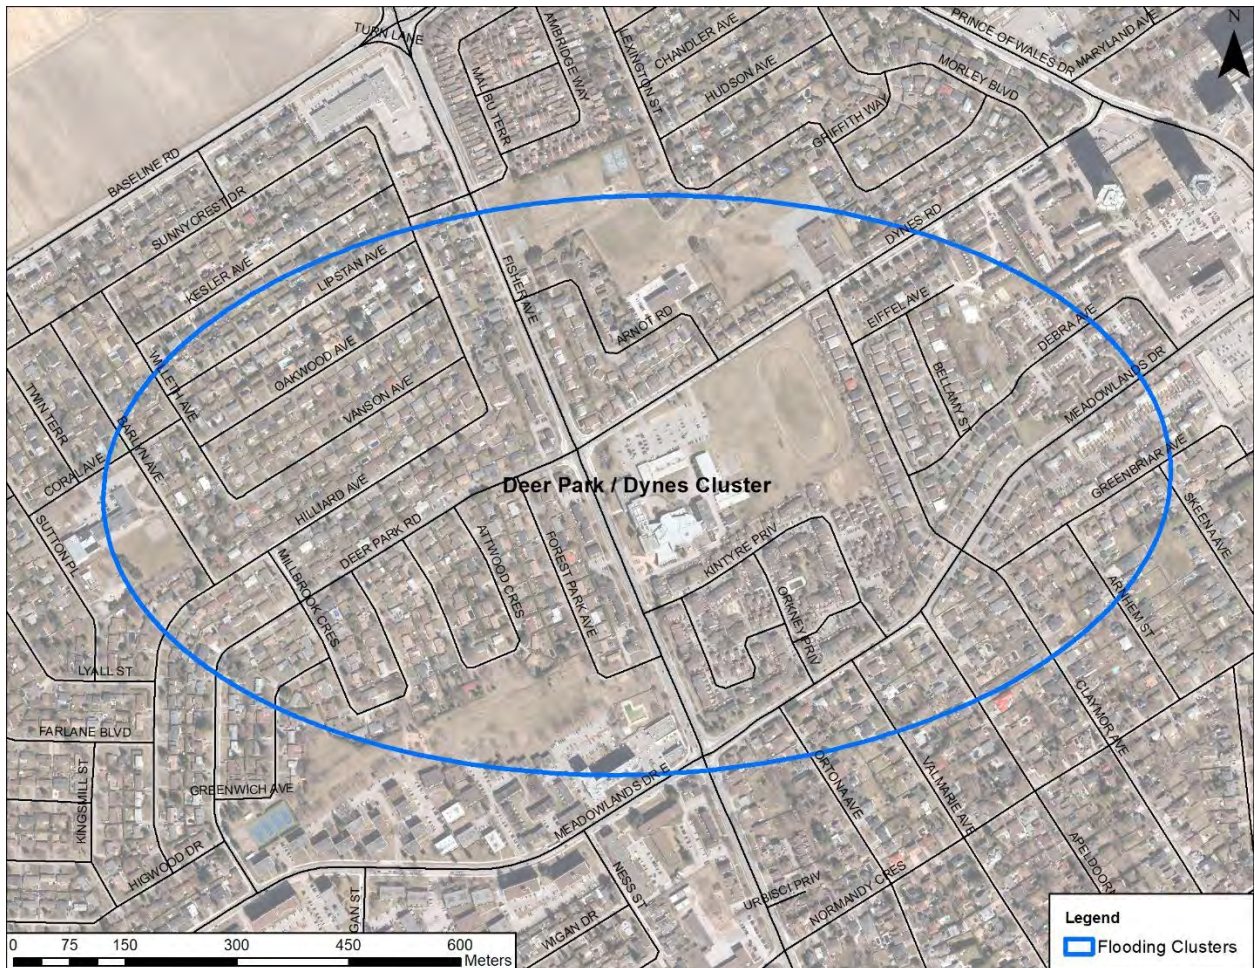 TURN LANE
AMBRIDGE WAY
LEXINGTON ST
CHANDLER AVE
PRINCE OF WALES DR
MARYLAND AVE
N
MALIBU TERR
HUDSON AVE
MORLEY BLVD
GRIFFITH WAY
BASELINE RD
SUNNYCREST DR
DYNES RD
KESLER AVE
LIPSTAN AVE
FISHER AVE
EIFFEL AVE
ARNOT RD
DEBRA AVE
OAKWOOD AVE
WILLETH AVE
BELLAMY ST
MEADOWLANDS DR
TWIN TERR
VANSON AVE
CORAL AVE
GREENBRIAR AVE
HILLIARD AVE
Deer Park / Dynes Cluster
SKEENA AVE
SUTTON PL
DEER PARK RD
ATTWOOD CRES
FOREST PARK AVE
KINTYRE PRIV
MILLBROOK CRES
ORKNEY PRIV
ARNHEM ST
LYALL ST
CLAYMOR AVE
FARLANE BLVD
KINGSMILL ST
GREENWICH AVE
MEADOWLANDS DR E
ORTONA AVE
VALMARIE AVE
HIGWOOD DR
NESS ST
URBISCI PRIV
NORMANDY CRES
GAN ST
WIGAN DR
Legend
Flooding Clusters
0 75 150 300 450 600
Meters